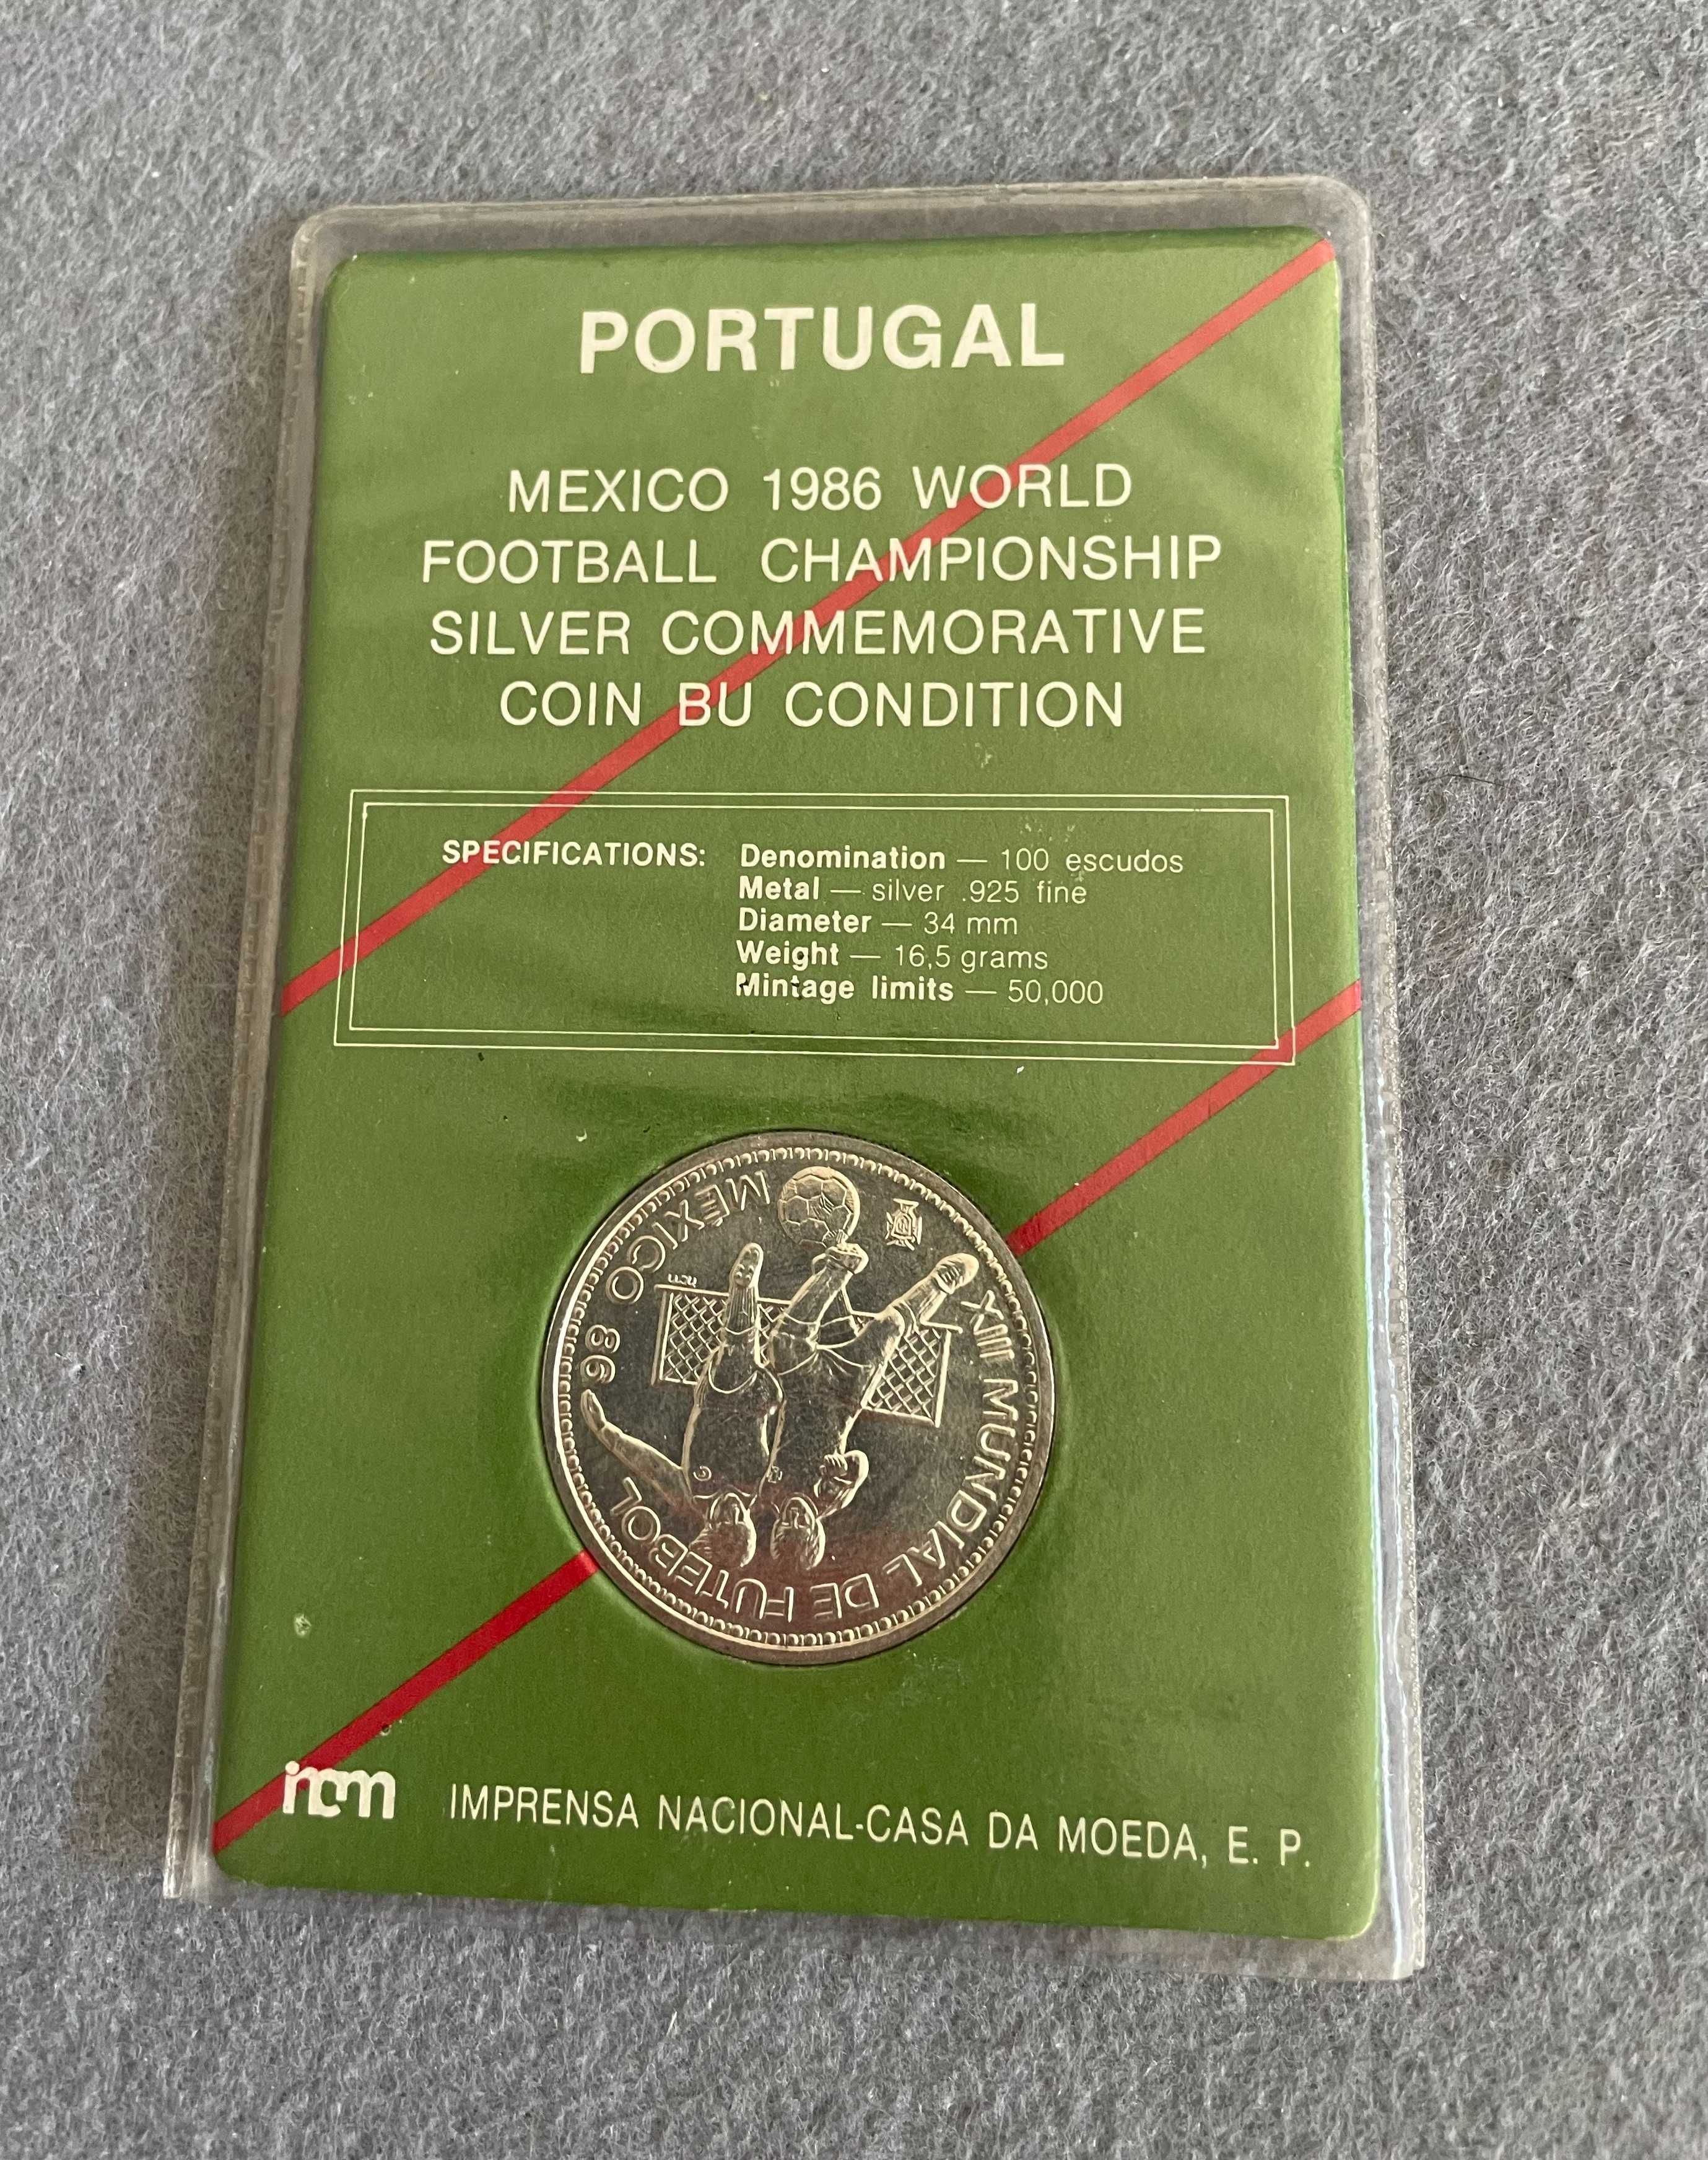 PORTUGAL
MEXICO 1986 WORLD
FOOTBALL CHAMPIONSHIP
SILVER COMMEMORATIVE
COIN BU CONDITION
SPECIFICATIONS: Denomination — 100 escudos
Metal — silver .925 fine
Diameter — 34 mm
Weight — 16,5 grams
Mintage limits — 50,000
XIII MUNDIAL DE FUTEBOL
MÉXICO 86
incm
incm IMPRENSA NACIONAL-CASA DA MOEDA, E. P.